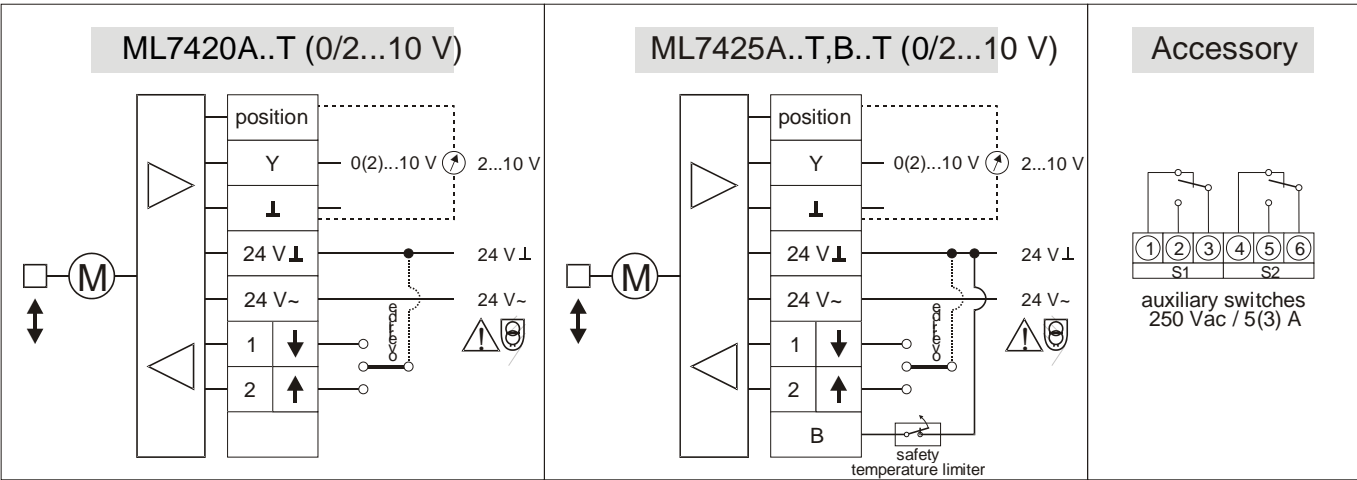 ML7420A..T (0/2...10 V)
position
Y
0(2)...10 V
2...10 V
⊥
24 V⊥
24 V⊥
24 V~
24 V~
override
1
2
M
ML7425A..T,B..T (0/2...10 V)
position
Y
0(2)...10 V
2...10 V
⊥
24 V⊥
24 V⊥
24 V~
24 V~
override
1
2
B
M
safety
temperature limiter
Accessory
1 2 3 4 5 6
S1 S2
auxiliary switches
250 Vac / 5(3) A